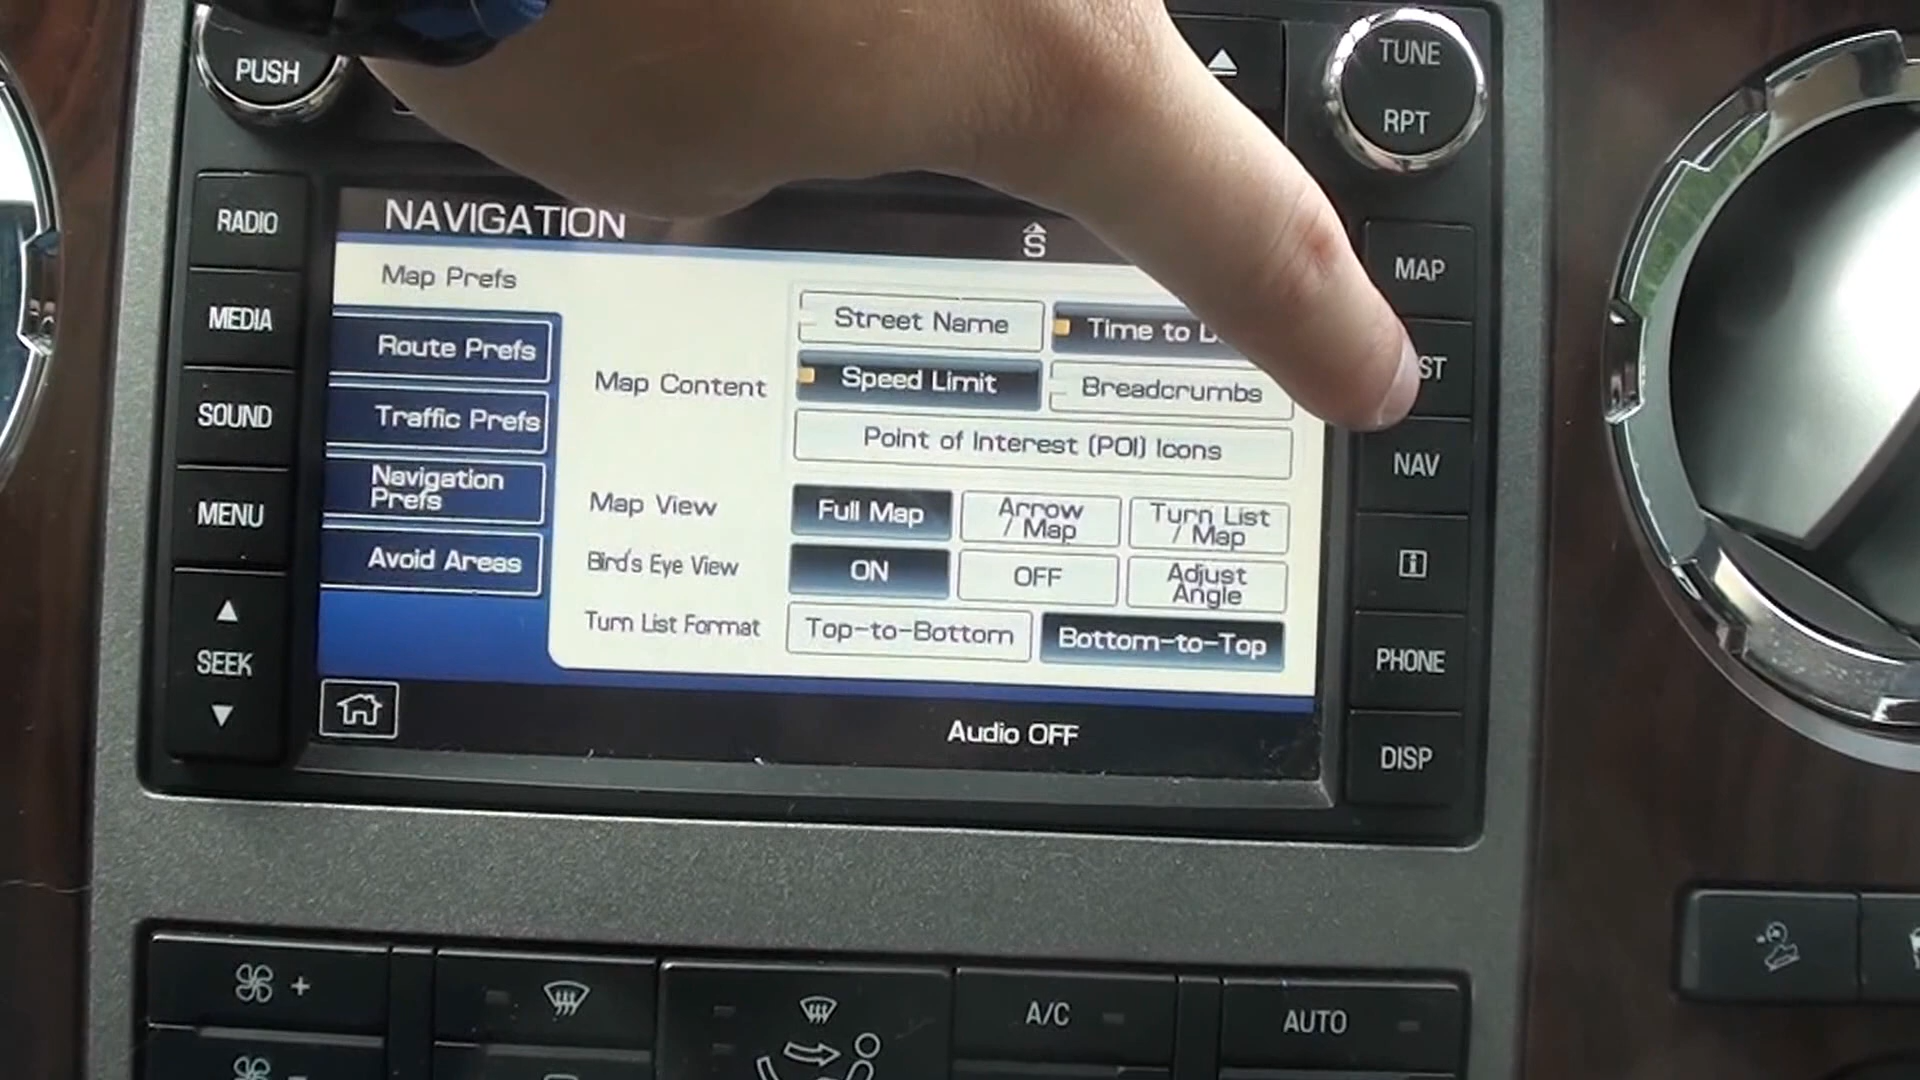 PUSH
TUNE
RPT
RADIO
MEDIA
SOUND
MENU
SEEK
NAVIGATION
S
Map Prefs
Route Prefs
Traffic Prefs
Navigation
Prefs
Avoid Areas
Map Content
Street Name
Time to
Speed Limit
Breadcrumbs
Point of Interest (POI) Icons
Map View
Full Map
Arrow
/ Map
Turn List
/ Map
Bird's Eye View
ON
OFF
Adjust
Angle
Turn List Format
Top-to-Bottom
Bottom-to-Top
Audio OFF
MAP
NAV
i
PHONE
DISP
+
A/C
AUTO